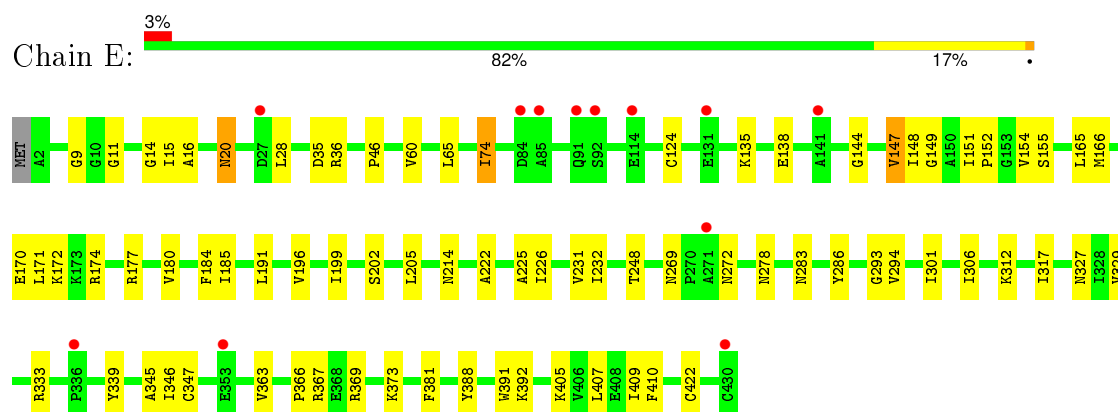 3%
Chain E:
82% 17% •
MET A2 G9 G10 G11 G14 I15 A16 N20 D27 L28 D35 R36 P46 V60 L65 I74 D84 A85 Q91 S92 E114 C124 E131 K135 E138 A141 G144 V147 I148 G149 A150 I151 P152 G153 V154 S155 L165 M166
E170 L171 K172 K173 R174 R177 V180 F184 I185 L191 V196 I199 S202 L205 N214 A222 A225 I226 V231 I232 T248 N269 P270 A271 N272 N278 N283 Y286 G293 V294 I301 I306 K312 I317 N327 I328 V329
R333 P336 Y339 A345 I346 C347 E353 V363 P366 R367 E368 R369 K373 F381 Y388 W391 K392 K405 V406 L407 E408 I409 F410 C422 C430